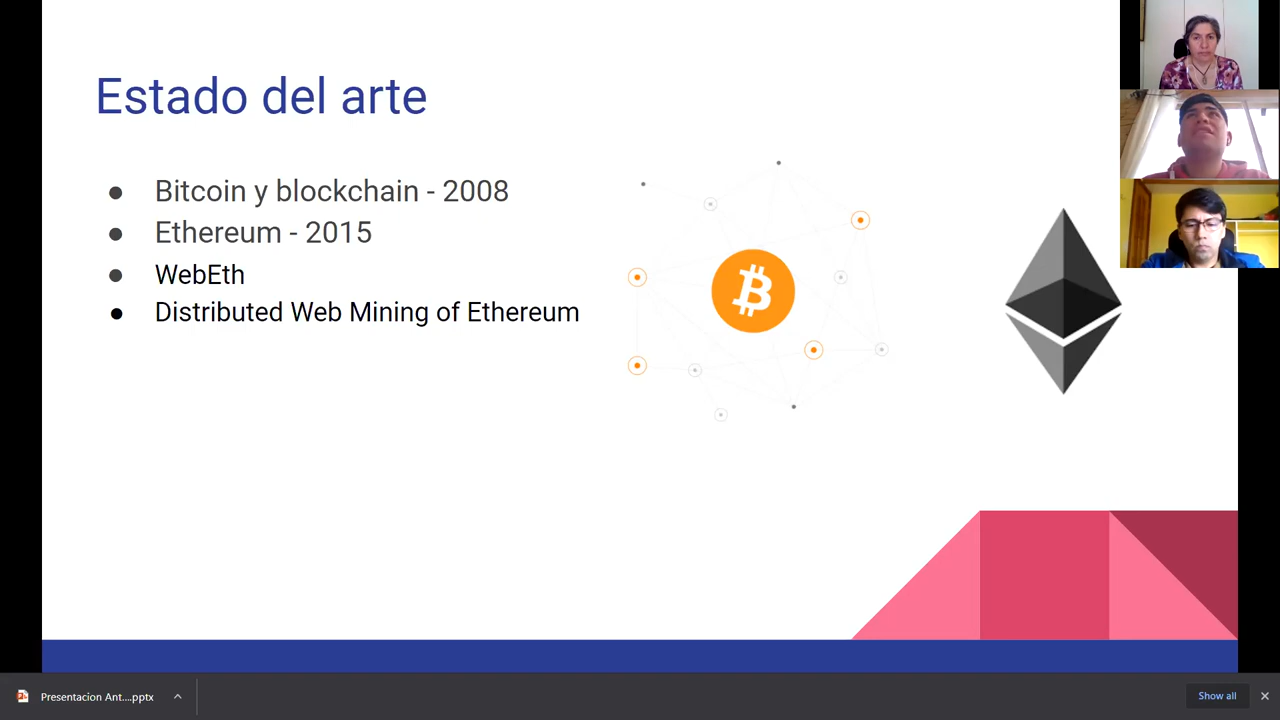 Estado del arte
● Bitcoin y blockchain - 2008
● Ethereum - 2015
● WebEth
● Distributed Web Mining of Ethereum
Presentacion Ant....pptx
Show all